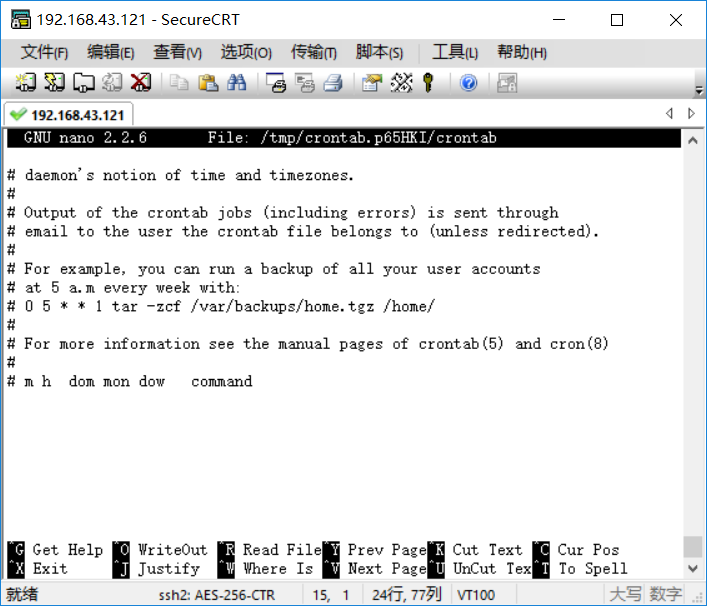 192.168.43.121 - SecureCRT
文件(F) 编辑(E) 查看(V) 选项(O) 传输(T) 脚本(S) 工具(L) 帮助(H)
192.168.43.121
GNU nano 2.2.6 File: /tmp/crontab.p65HKI/crontab
# daemon's notion of time and timezones.
#
# Output of the crontab jobs (including errors) is sent through
# email to the user the crontab file belongs to (unless redirected).
#
# For example, you can run a backup of all your user accounts
# at 5 a.m every week with:
# 0 5 * * 1 tar -zcf /var/backups/home.tgz /home/
#
# For more information see the manual pages of crontab(5) and cron(8)
#
# m h  dom mon dow   command
^G Get Help ^O WriteOut ^R Read File ^Y Prev Page ^K Cut Text ^C Cur Pos
^X Exit ^J Justify ^W Where Is ^V Next Page ^U UnCut Tex ^T To Spell
就绪 ssh2: AES-256-CTR 15, 1 24行, 77列 VT100 大写 数字